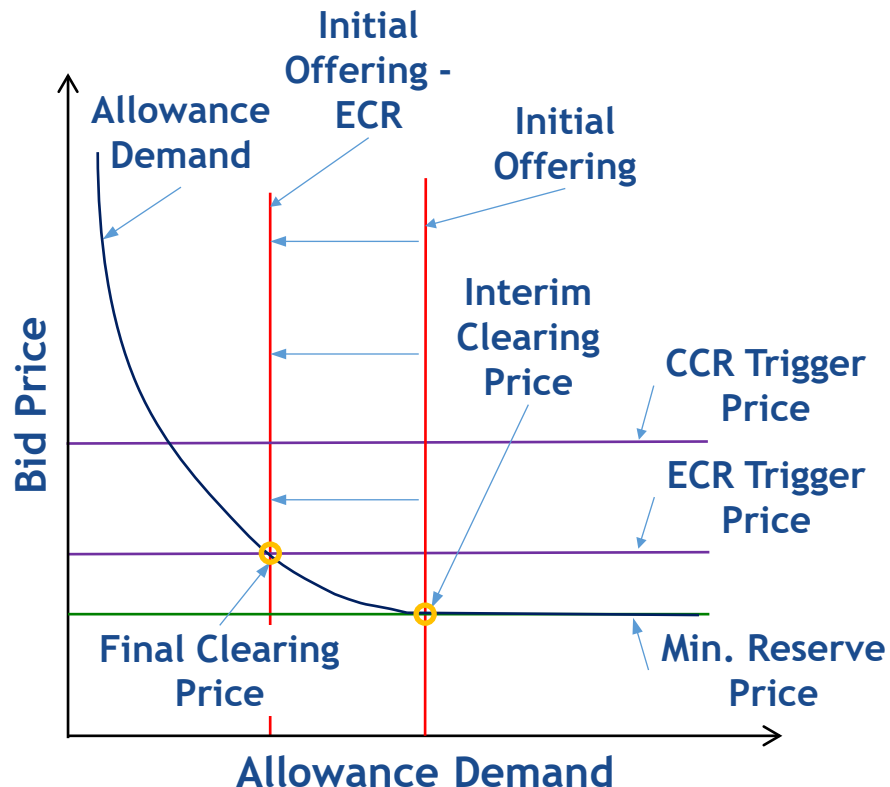 Initial
Offering -
ECR
Allowance
Demand
Initial
Offering
Interim
Clearing
Price
CCR Trigger
Price
ECR Trigger
Price
Bid Price
Final Clearing
Price
Min. Reserve
Price
Allowance Demand